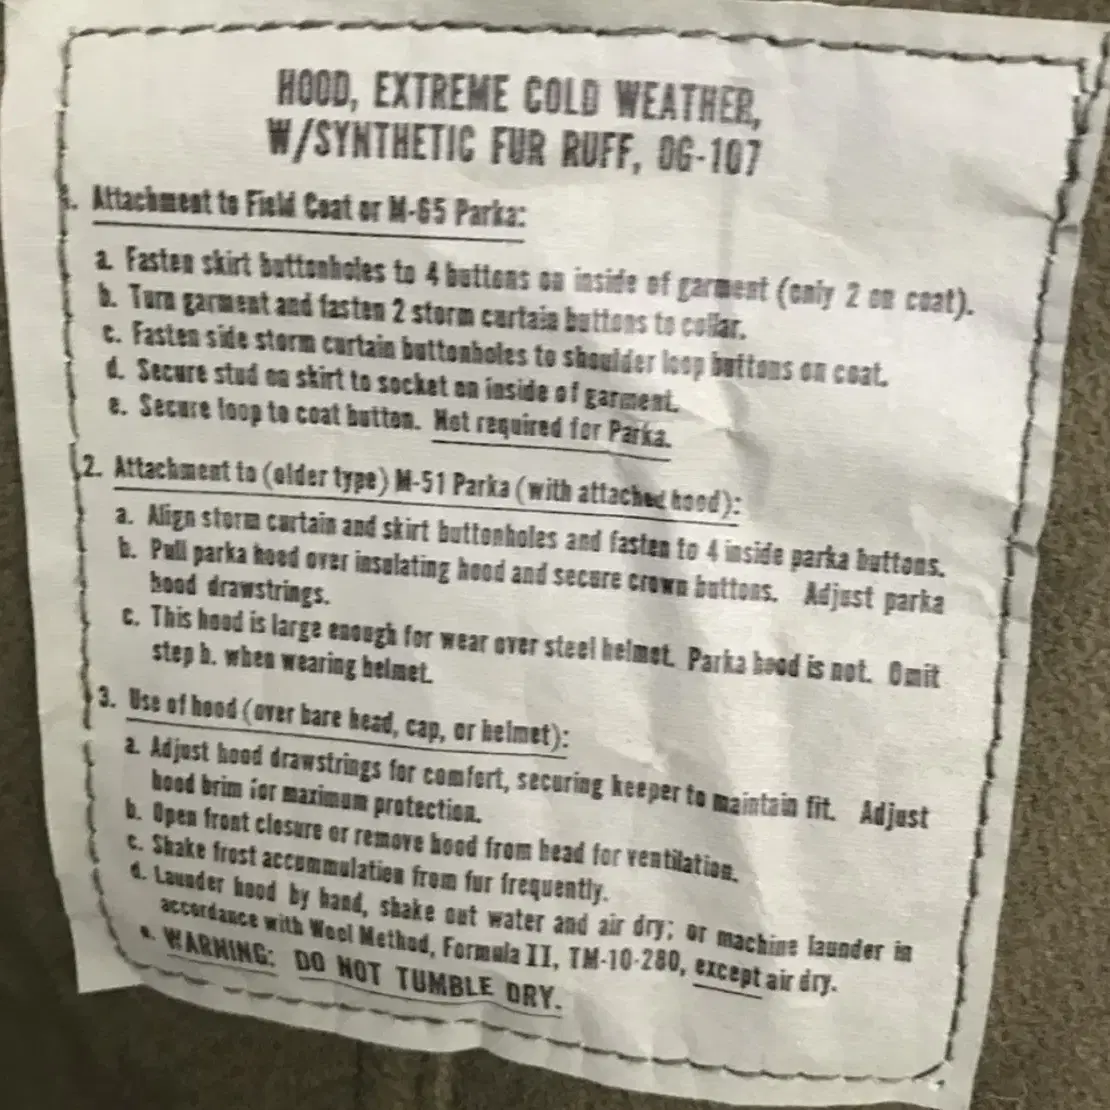 HOOD, EXTREME COLD WEATHER,
W/SYNTHETIC FUR RUFF, OG-107
1. Attachment to Field Coat or M-65 Parka:
a. Fasten skirt buttonholes to 4 buttons on inside of garment (only 2 on coat).
b. Turn garment and fasten 2 storm curtain buttons to collar.
c. Fasten side storm curtain buttonholes to shoulder loop buttons on coat.
d. Secure stud on skirt to socket on inside of garment.
e. Secure loop to coat button. Not required for Parka.
2. Attachment to (older type) M-51 Parka (with attached hood):
a. Align storm curtain and skirt buttonholes and fasten to 4 inside parka buttons.
b. Pull parka hood over insulating hood and secure crown buttons. Adjust parka
hood drawstrings.
c. This hood is large enough for wear over steel helmet. Parka hood is not. Omit
step b. when wearing helmet.
3. Use of hood (over bare head, cap, or helmet):
a. Adjust hood drawstrings for comfort, securing keeper to maintain fit. Adjust
hood brim for maximum protection.
b. Open front closure or remove hood from head for ventilation.
c. Shake frost accummulation from fur frequently.
d. Launder hood by hand, shake out water and air dry; or machine launder in
accordance with Wool Method, Formula II, TM-10-280, except air dry.
e. WARNING: DO NOT TUMBLE DRY.